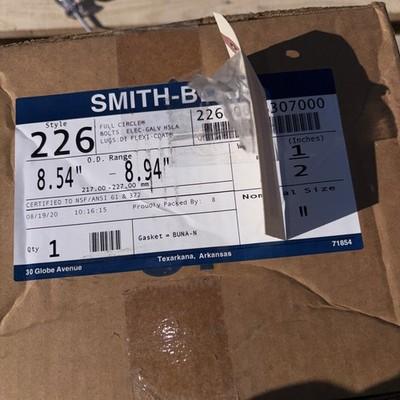 SMITH-B
Style
226
FULL CIRCLE®
BOLTS: ELEC-GALV HSLA
LUGS:DI FLEXI-COAT®
226
307000
(Inches)
O.D. Range
8.54" - 8.94"
217.00 - 227.00 mm
1
2
CERTIFIED TO NSF/ANSI 61 & 372
08/19/20 10:16:15 Proudly Packed By: 8
Size
"
Qty 1
Gasket = BUNA-N
30 Globe Avenue Texarkana, Arkansas 71854